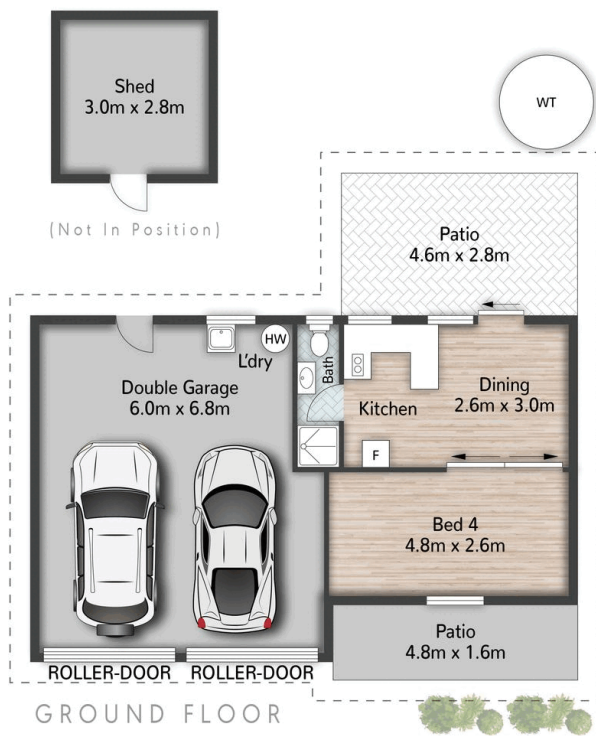 Shed
3.0m x 2.8m
(Not In Position)
WT
Patio
4.6m x 2.8m
HW
L'dry
Bath
Double Garage
6.0m x 6.8m
Kitchen
Dining
2.6m x 3.0m
F
Bed 4
4.8m x 2.6m
Patio
4.8m x 1.6m
ROLLER-DOOR
ROLLER-DOOR
GROUND FLOOR